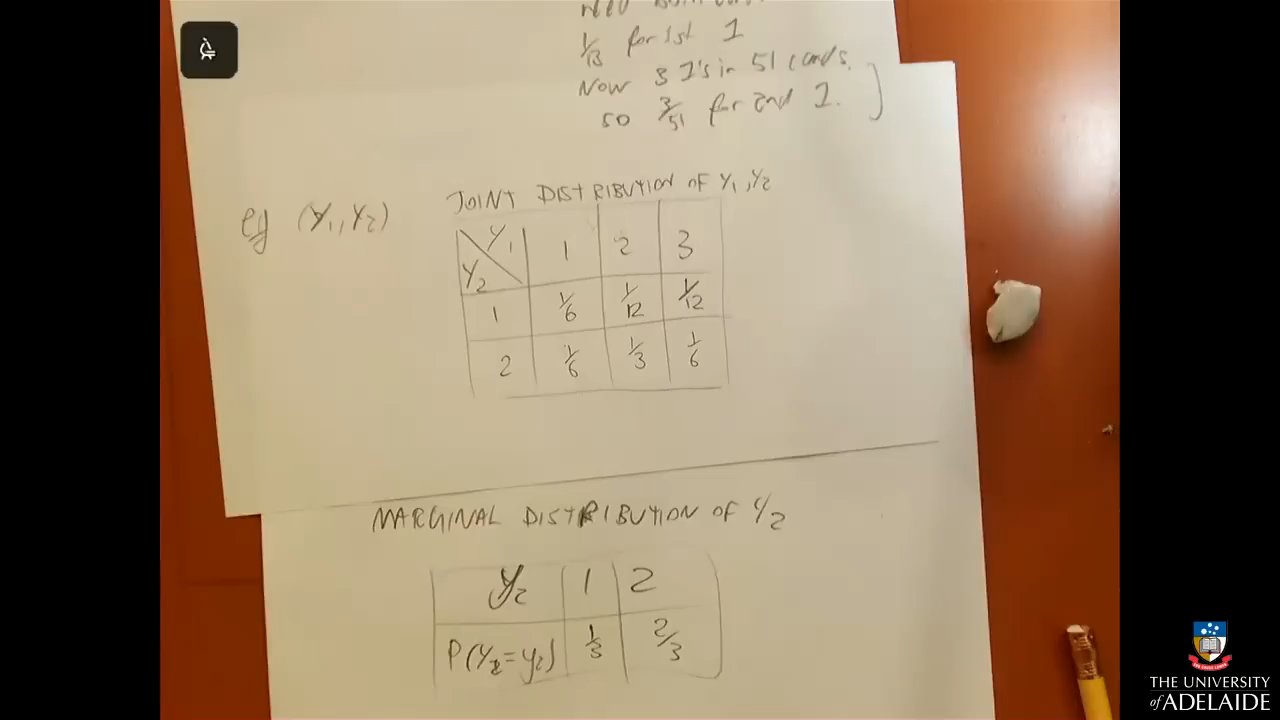 1/13 for 1st 1
Now 3 1's in 51 cards.
so 3/51 for 2nd 1. ]
eg (Y1, Y2)
JOINT DISTRIBUTION OF Y1, Y2
Y1 1 2 3
Y2
1 1/6 1/12 1/12
2 1/6 1/3 1/6
MARGINAL DISTRIBUTION OF Y2
y2 1 2
P(Y2=y2) 1/3 2/3
THE UNIVERSITY
of ADELAIDE